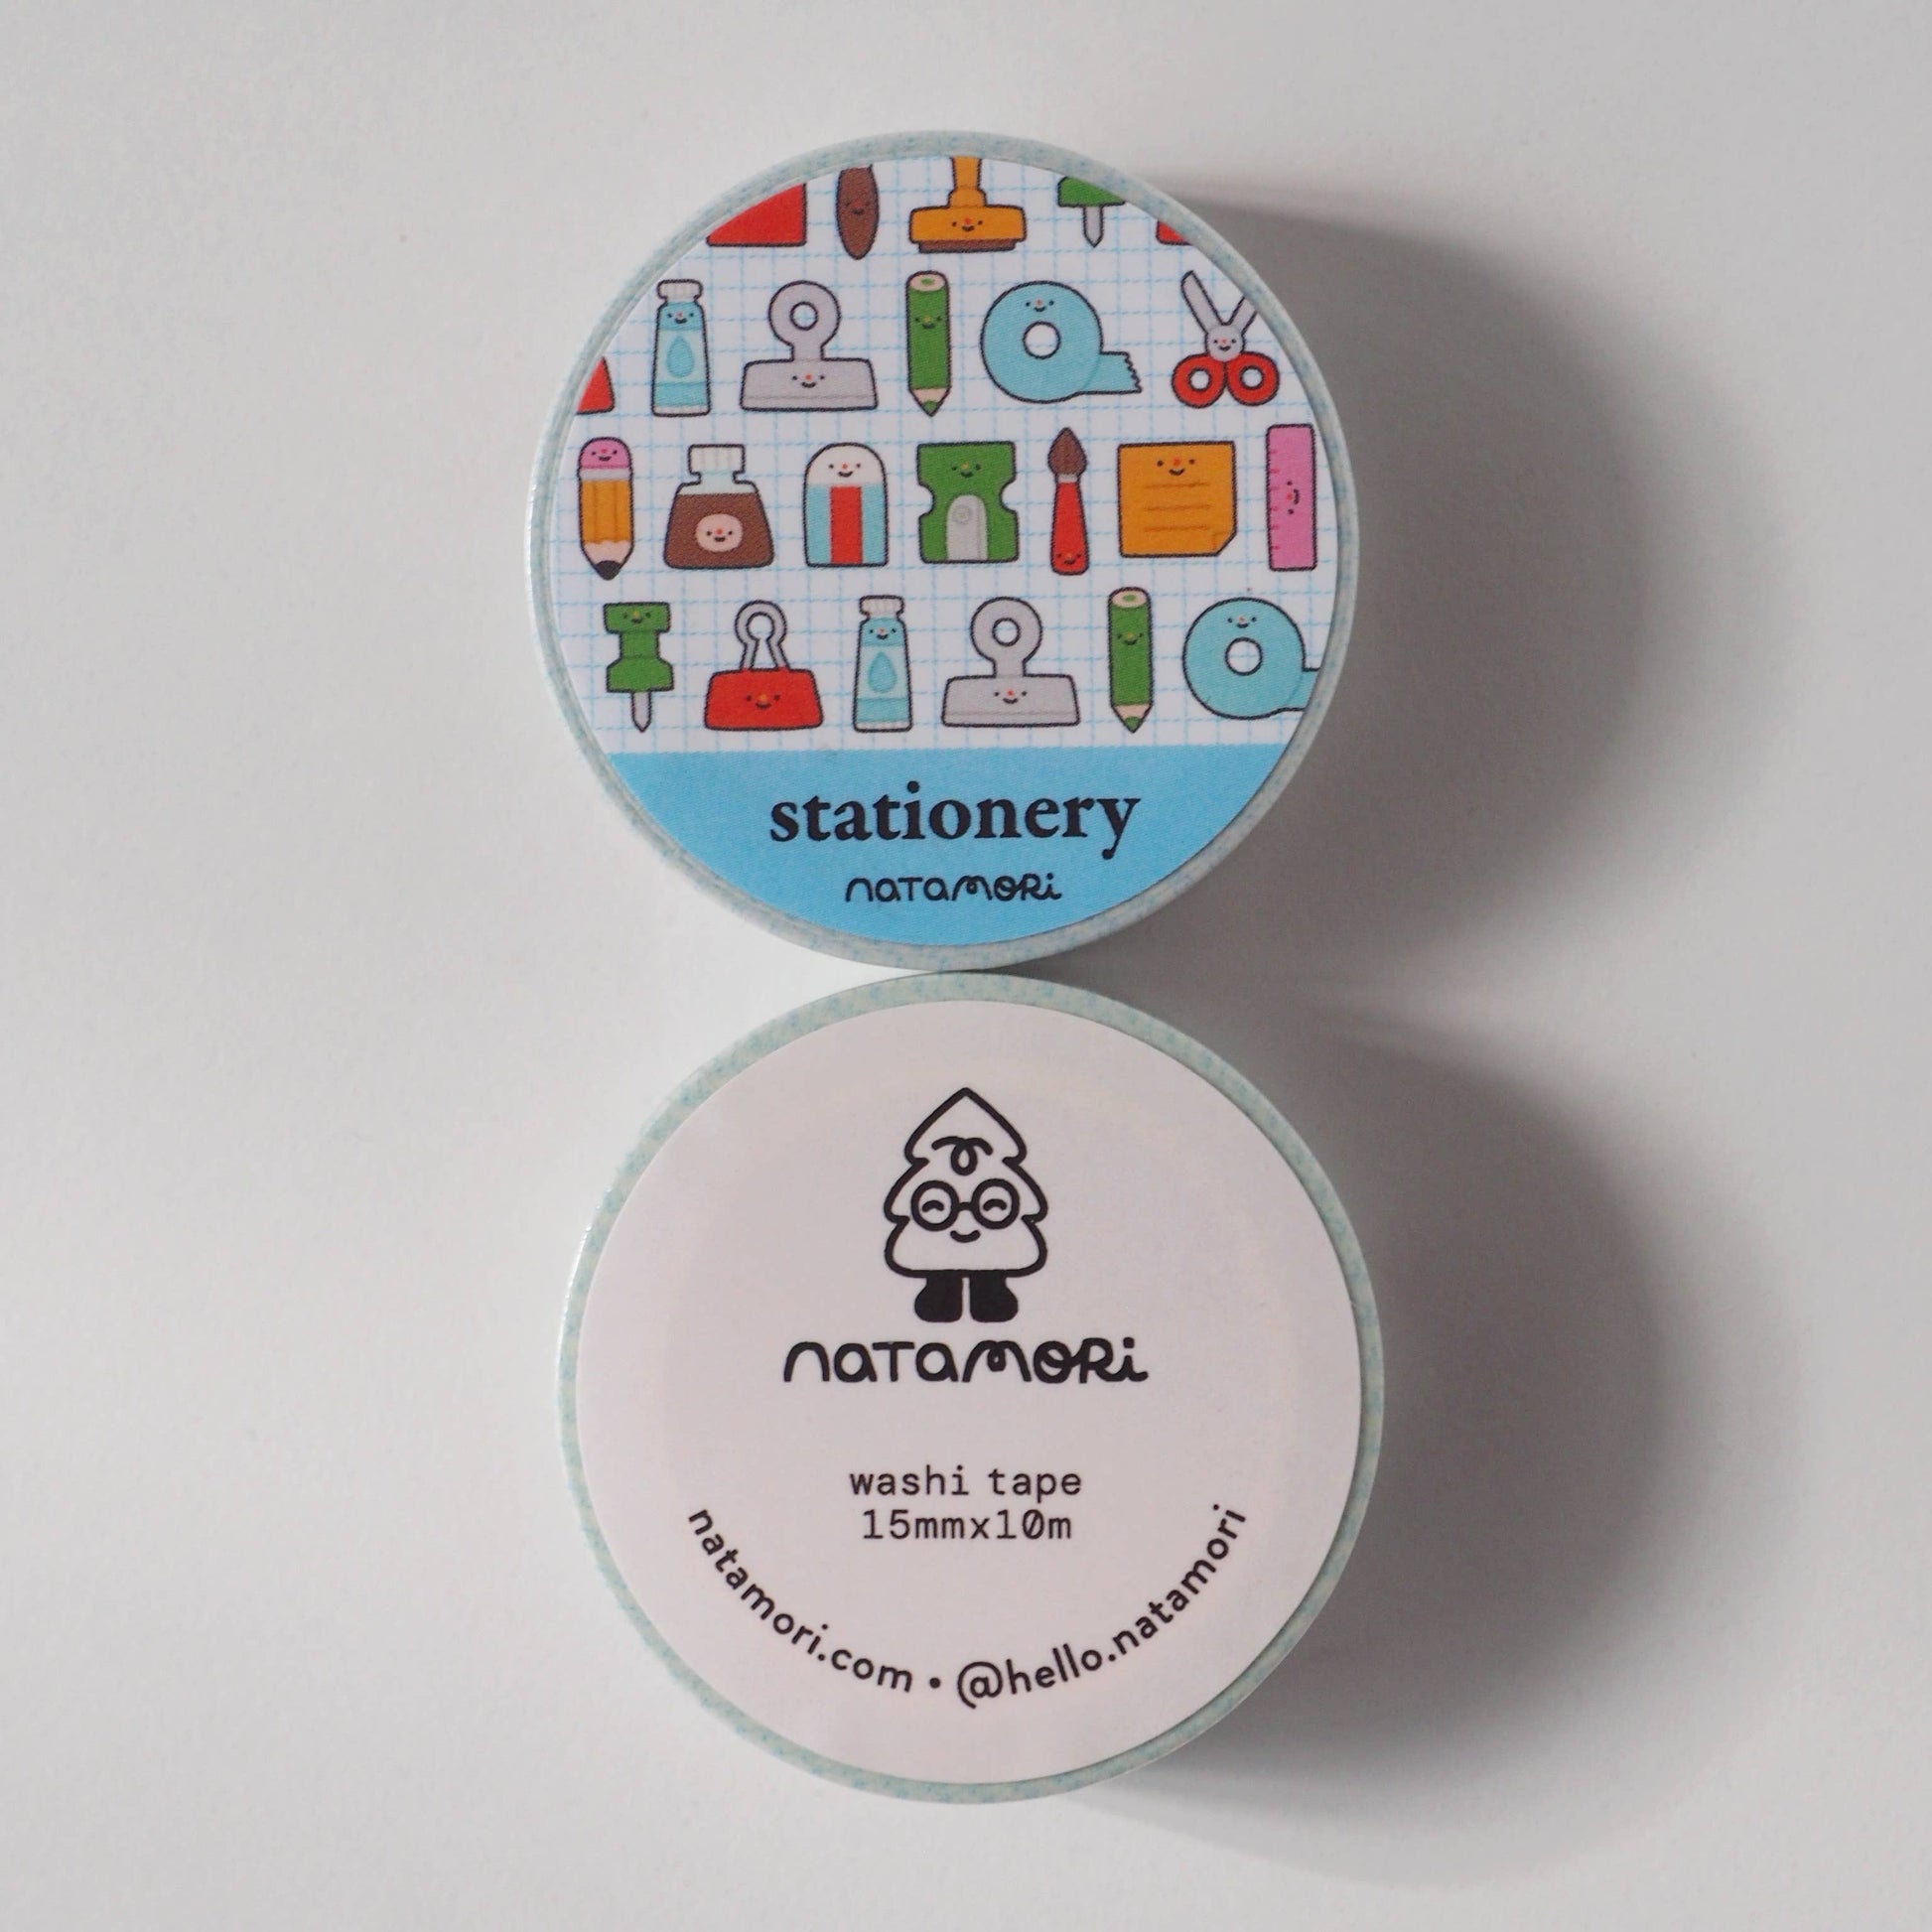 stationery
natamori
natamori
washi tape
15mmx10m
natamori.com • @hello.natamori